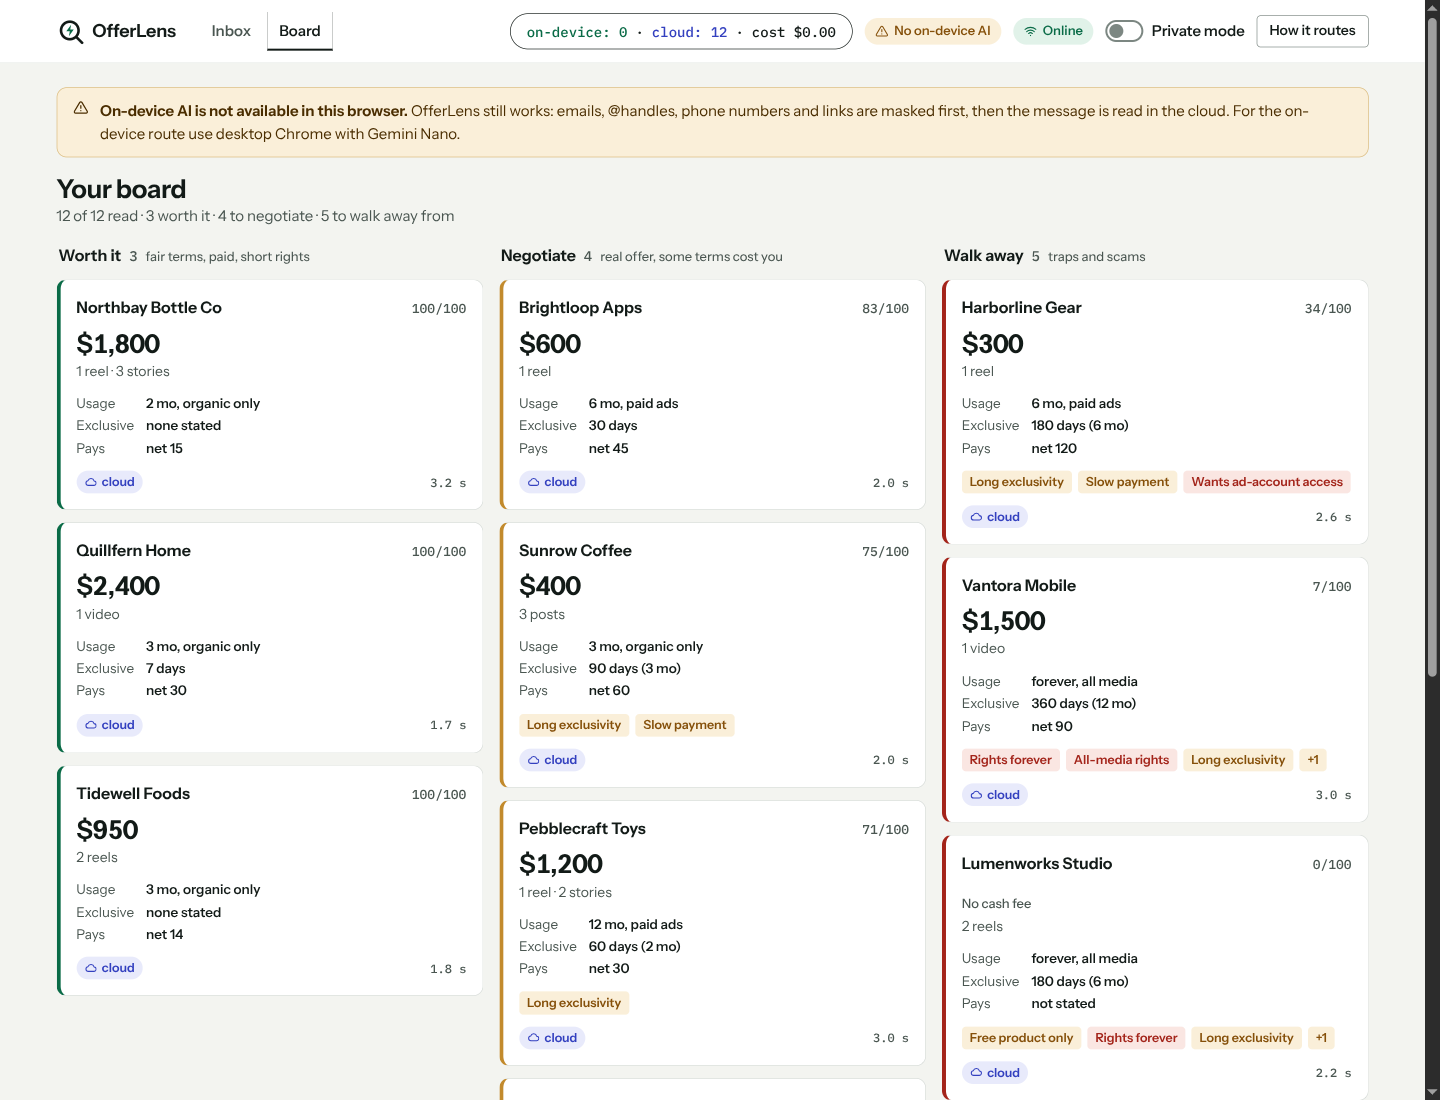 OfferLens
Inbox
Board
on-device: 0 · cloud: 12 · cost $0.00
No on-device AI
Online
Private mode
How it routes
On-device AI is not available in this browser. OfferLens still works: emails, @handles, phone numbers and links are masked first, then the message is read in the cloud. For the on-
device route use desktop Chrome with Gemini Nano.
Your board
12 of 12 read · 3 worth it · 4 to negotiate · 5 to walk away from
Worth it 3 fair terms, paid, short rights
Northbay Bottle Co 100/100
$1,800
1 reel · 3 stories
Usage 2 mo, organic only
Exclusive none stated
Pays net 15
cloud 3.2 s
Quillfern Home 100/100
$2,400
1 video
Usage 3 mo, organic only
Exclusive 7 days
Pays net 30
cloud 1.7 s
Tidewell Foods 100/100
$950
2 reels
Usage 3 mo, organic only
Exclusive none stated
Pays net 14
cloud 1.8 s
Negotiate 4 real offer, some terms cost you
Brightloop Apps 83/100
$600
1 reel
Usage 6 mo, paid ads
Exclusive 30 days
Pays net 45
cloud 2.0 s
Sunrow Coffee 75/100
$400
3 posts
Usage 3 mo, organic only
Exclusive 90 days (3 mo)
Pays net 60
Long exclusivity Slow payment
cloud 2.0 s
Pebblecraft Toys 71/100
$1,200
1 reel · 2 stories
Usage 12 mo, paid ads
Exclusive 60 days (2 mo)
Pays net 30
Long exclusivity
cloud 3.0 s
Walk away 5 traps and scams
Harborline Gear 34/100
$300
1 reel
Usage 6 mo, paid ads
Exclusive 180 days (6 mo)
Pays net 120
Long exclusivity Slow payment Wants ad-account access
cloud 2.6 s
Vantora Mobile 7/100
$1,500
1 video
Usage forever, all media
Exclusive 360 days (12 mo)
Pays net 90
Rights forever All-media rights Long exclusivity +1
cloud 3.0 s
Lumenworks Studio 0/100
No cash fee
2 reels
Usage forever, all media
Exclusive 180 days (6 mo)
Pays not stated
Free product only Rights forever Long exclusivity +1
cloud 2.2 s